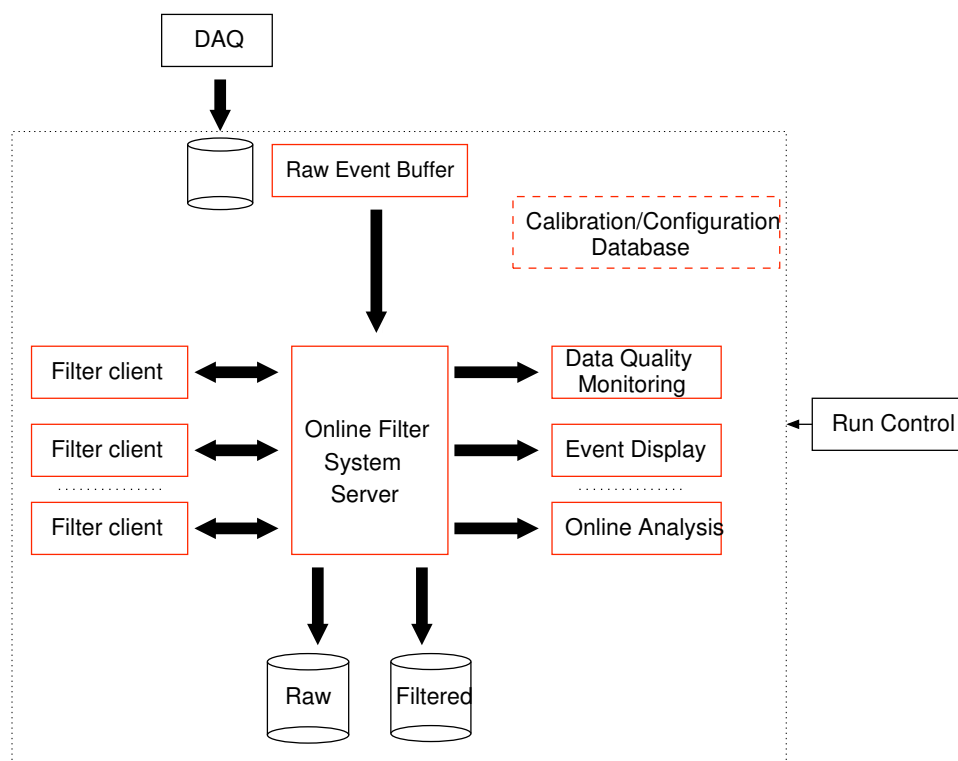 DAQ
Raw Event Buffer
Calibration/Configuration
Database
Filter client
Data Quality
Monitoring
Run Control
Filter client
Online Filter
System
Server
Event Display
Filter client
Online Analysis
Raw
Filtered